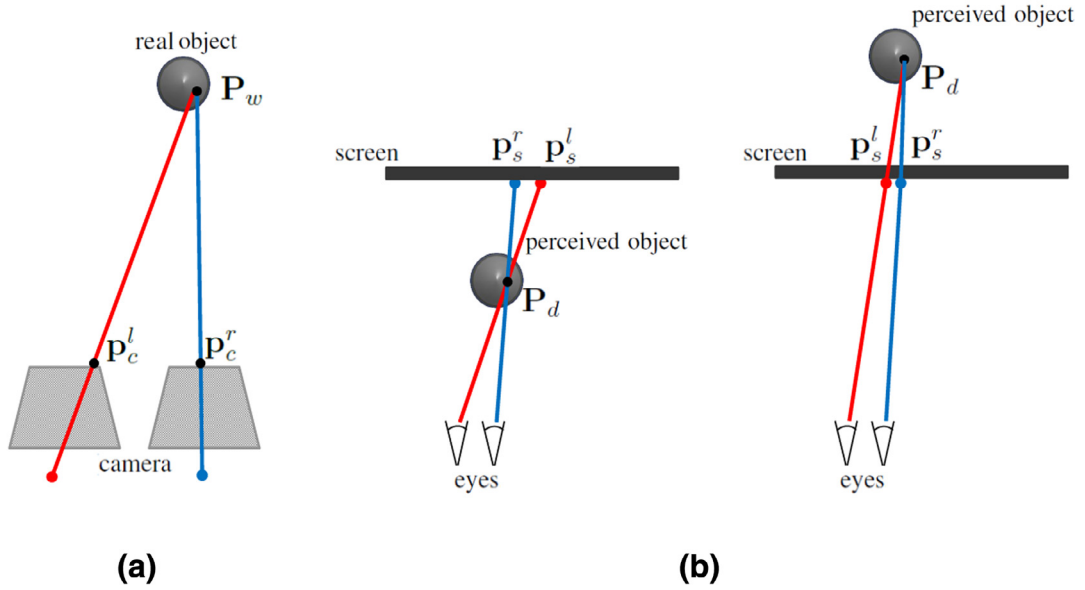 real object
P_w
p_c^l
p_c^r
camera
(a)
screen
p_s^r p_s^l
perceived object
P_d
eyes
perceived object
P_d
screen
p_s^l p_s^r
eyes
(b)